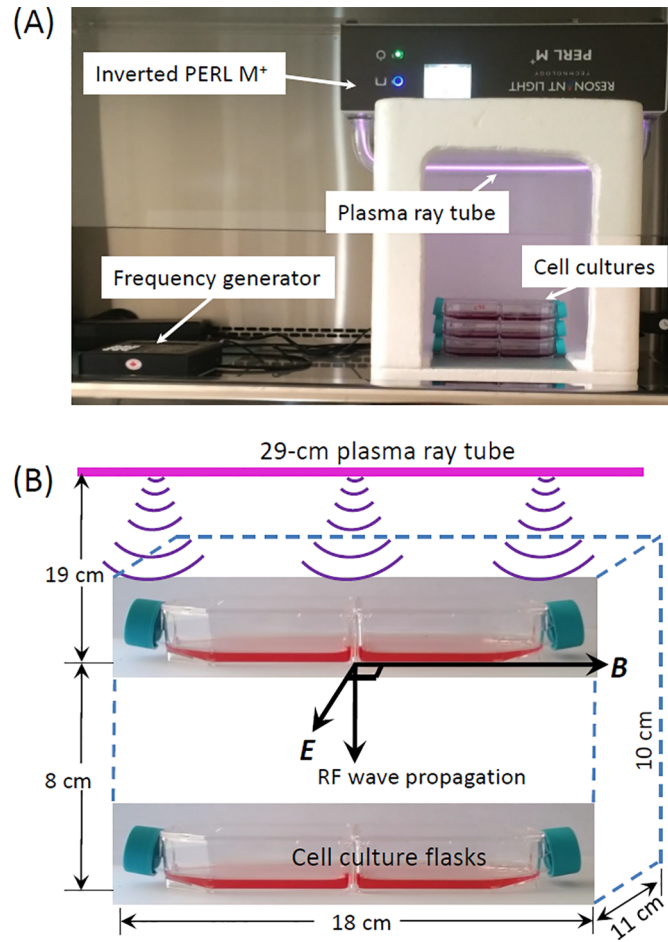 (A)
Inverted PERL M⁺
PERL M⁺
TECHNOLOGY
RESONANT LIGHT
Plasma ray tube
Cell cultures
Frequency generator
(B)
29-cm plasma ray tube
19 cm
B
E
RF wave propagation
8 cm
10 cm
Cell culture flasks
18 cm
11 cm